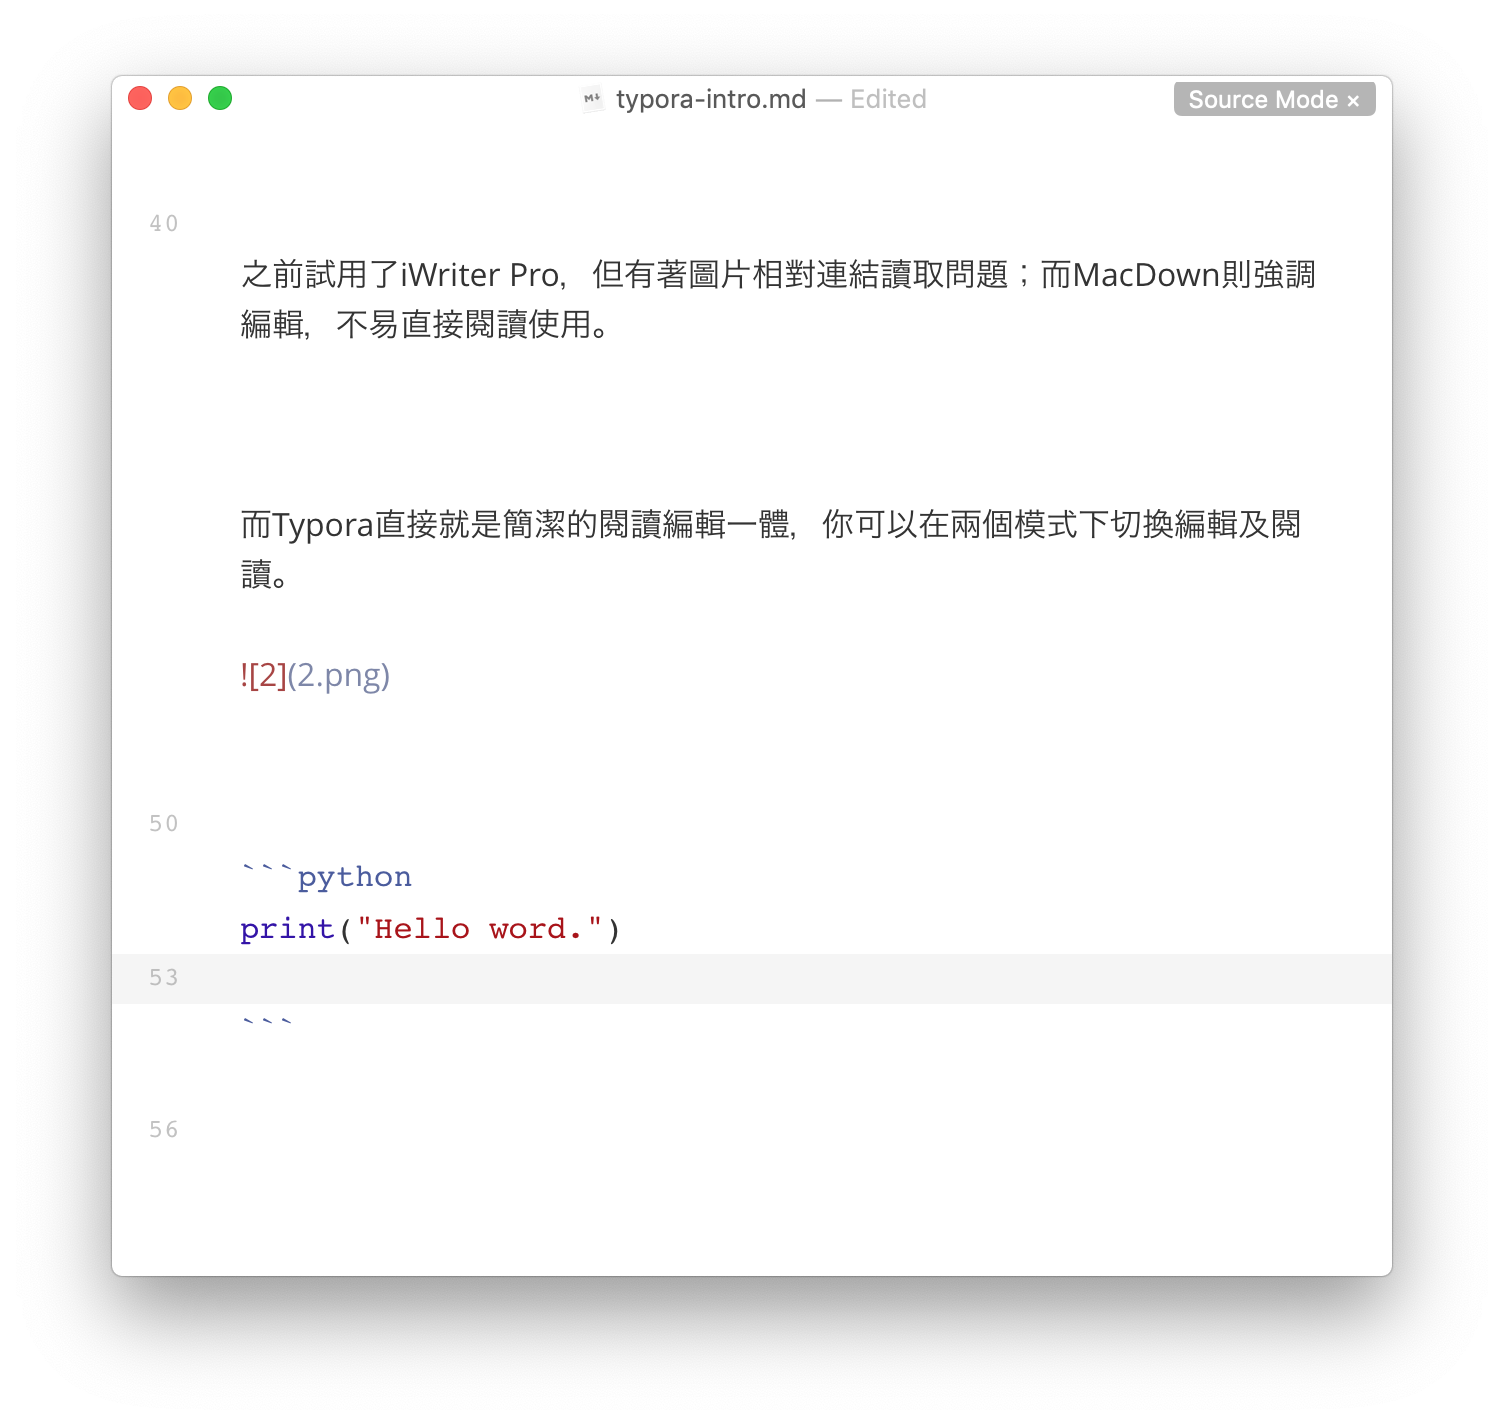 typora-intro.md — Edited
Source Mode ×
40
之前試用了iWriter Pro，但有著圖片相對連結讀取問題；而MacDown則強調
編輯，不易直接閱讀使用。
而Typora直接就是簡潔的閱讀編輯一體，你可以在兩個模式下切換編輯及閱
讀。
![2](2.png)
50
```python
print("Hello word.")
53
```
56